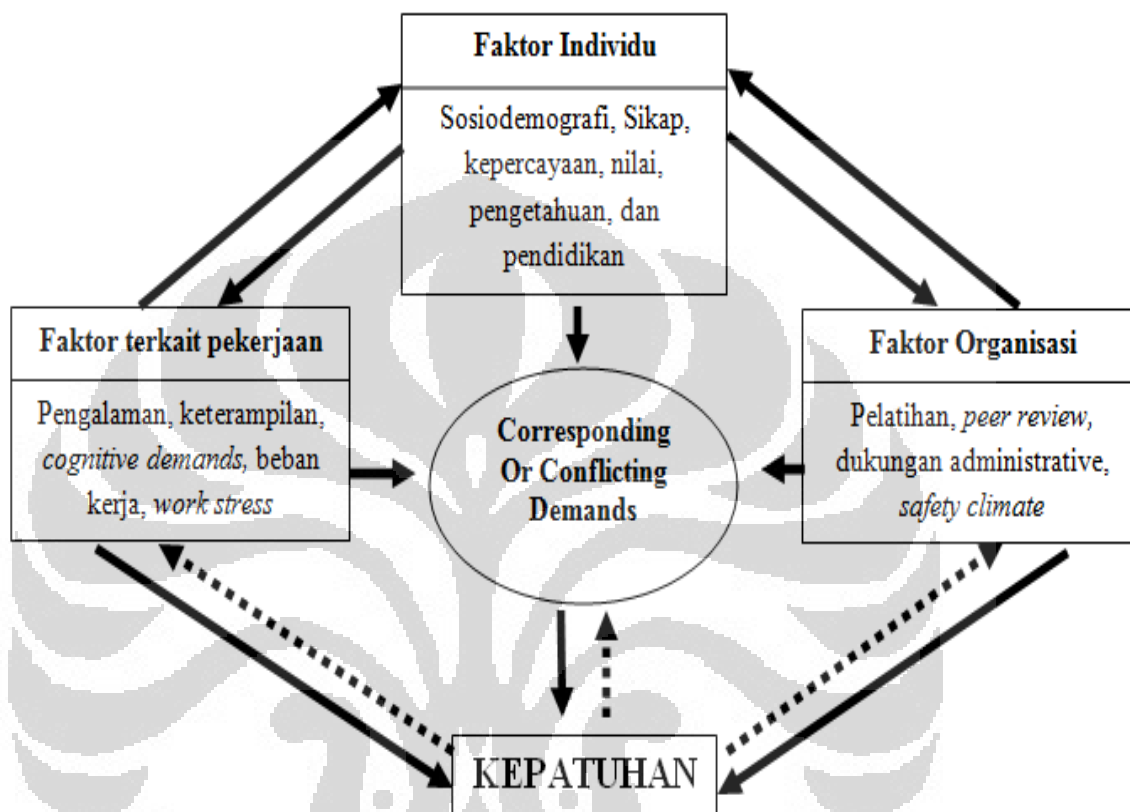 Faktor Individu
Sosiodemografi, Sikap,
kepercayaan, nilai,
pengetahuan, dan
pendidikan
Faktor terkait pekerjaan
Pengalaman, keterampilan,
cognitive demands, beban
kerja, work stress
Corresponding
Or Conflicting
Demands
Faktor Organisasi
Pelatihan, peer review,
dukungan administrative,
safety climate
KEPATUHAN